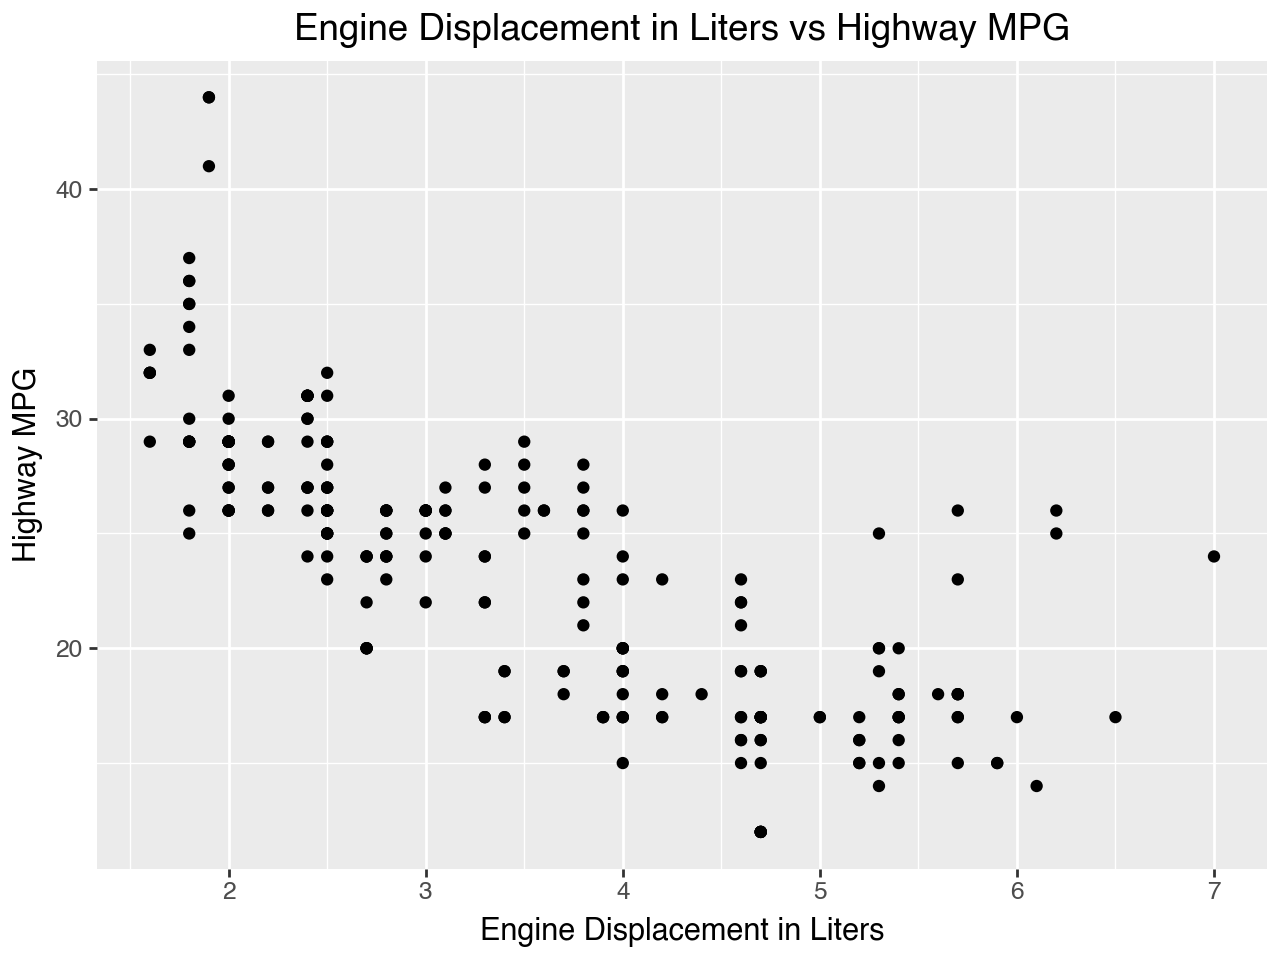 Engine Displacement in Liters vs Highway MPG
Highway MPG
40
30
20
2 3 4 5 6 7
Engine Displacement in Liters